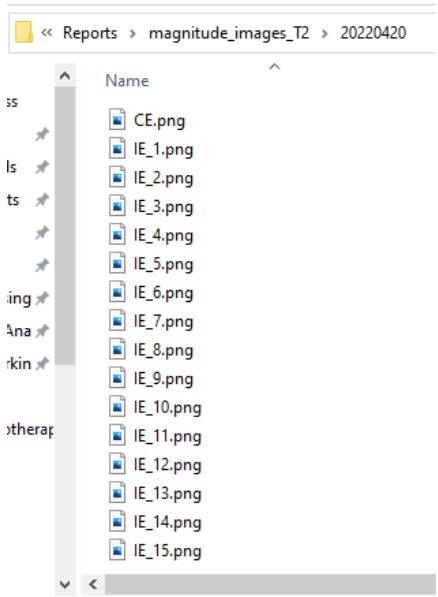 « Reports > magnitude_images_T2 > 20220420
Name
ss
ls
ts
ing
Ana
rkin
otherap
CE.png
IE_1.png
IE_2.png
IE_3.png
IE_4.png
IE_5.png
IE_6.png
IE_7.png
IE_8.png
IE_9.png
IE_10.png
IE_11.png
IE_12.png
IE_13.png
IE_14.png
IE_15.png